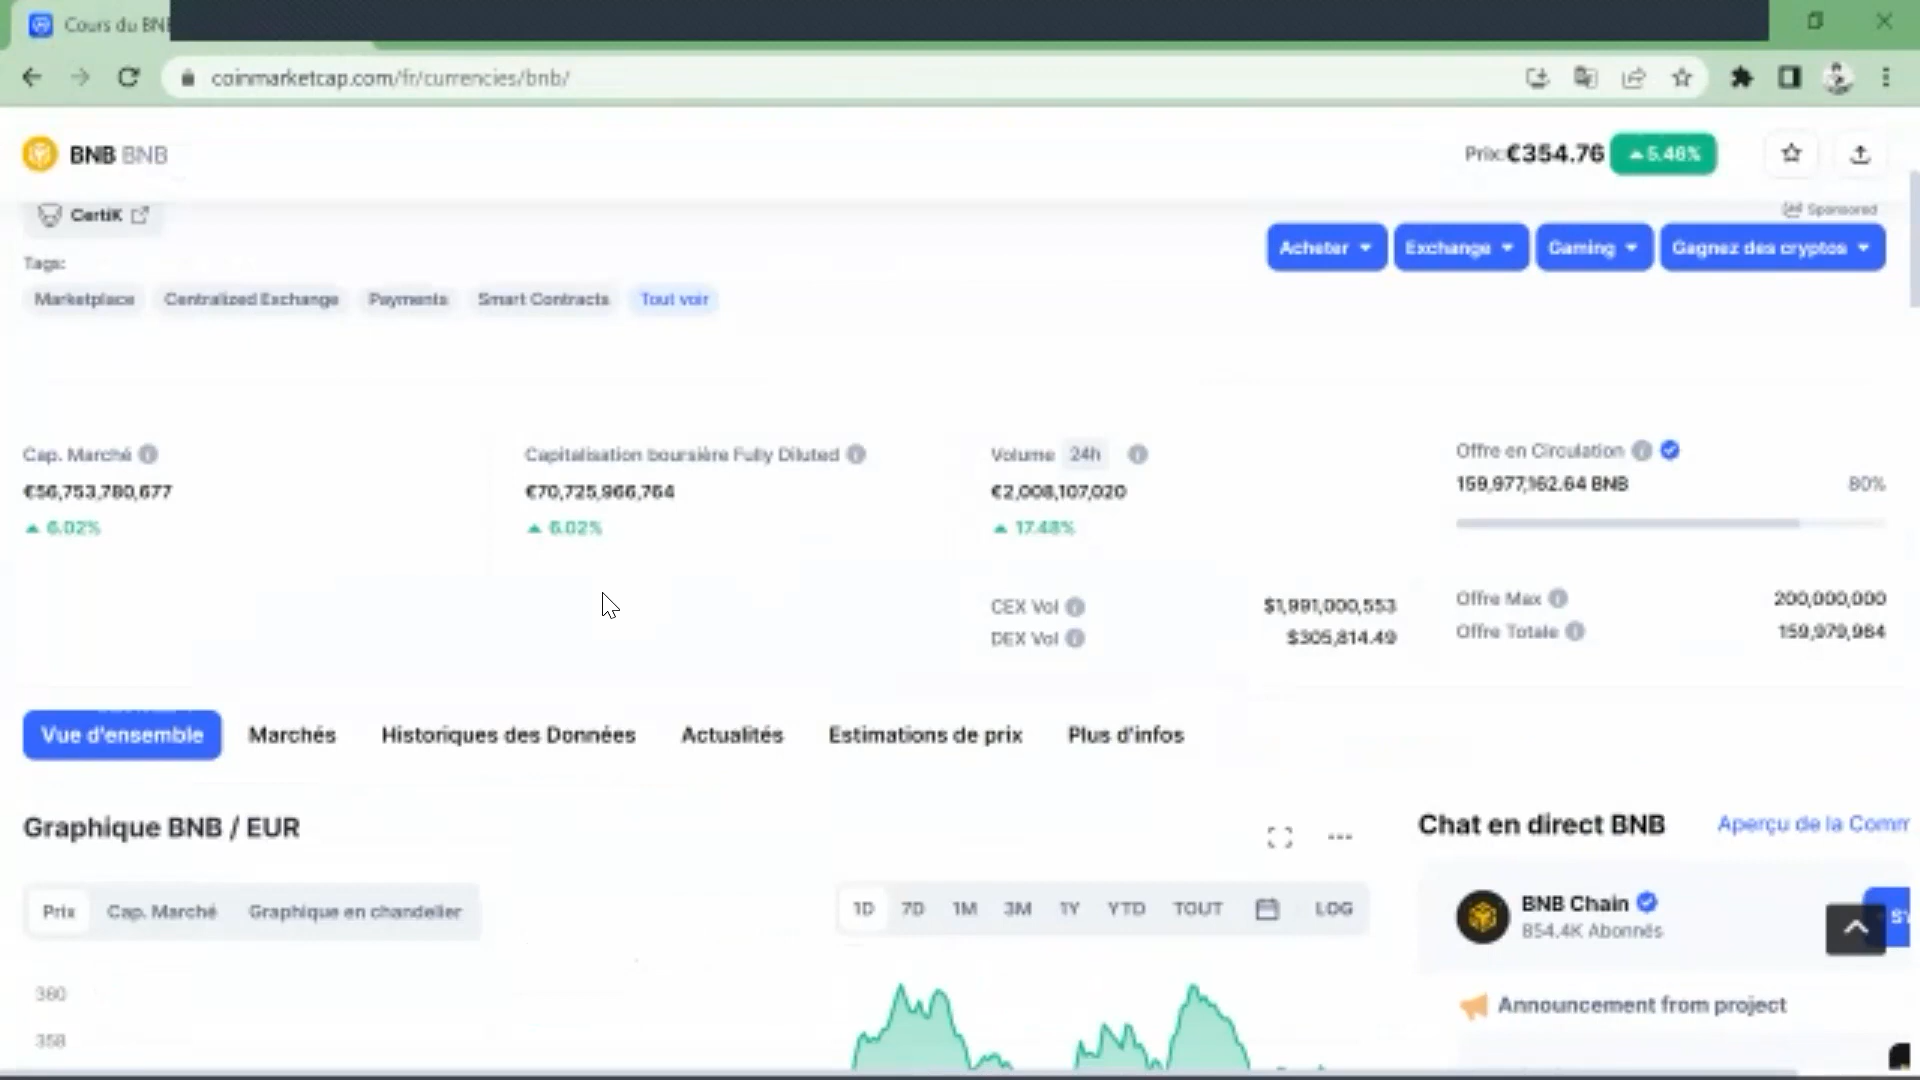 Cours du BN
coinmarketcap.com/fr/currencies/bnb/
BNB BNB
Prix: €354.76 5.46%
CertiK
Sponsored
Acheter Exchange Gaming Gagnez des cryptos
Tags:
Marketplace Centralized Exchange Payments Smart Contracts Tout voir
Cap. Marché
€56,753,780,677
6.02%
Capitalisation boursière Fully Diluted
€70,725,966,764
6.02%
Volume 24h
€2,008,107,020
17.48%
CEX Vol $1,991,000,553
DEX Vol $305,814.49
Offre en Circulation
159,977,162.64 BNB 80%
Offre Max 200,000,000
Offre Totale 159,979,964
Vue d'ensemble Marchés Historiques des Données Actualités Estimations de prix Plus d'infos
Graphique BNB / EUR
Prix Cap. Marché Graphique en chandelier
1D 7D 1M 3M 1Y YTD TOUT LOG
360
358
Chat en direct BNB Aperçu de la Comm
BNB Chain
854.4K Abonnés
Announcement from project